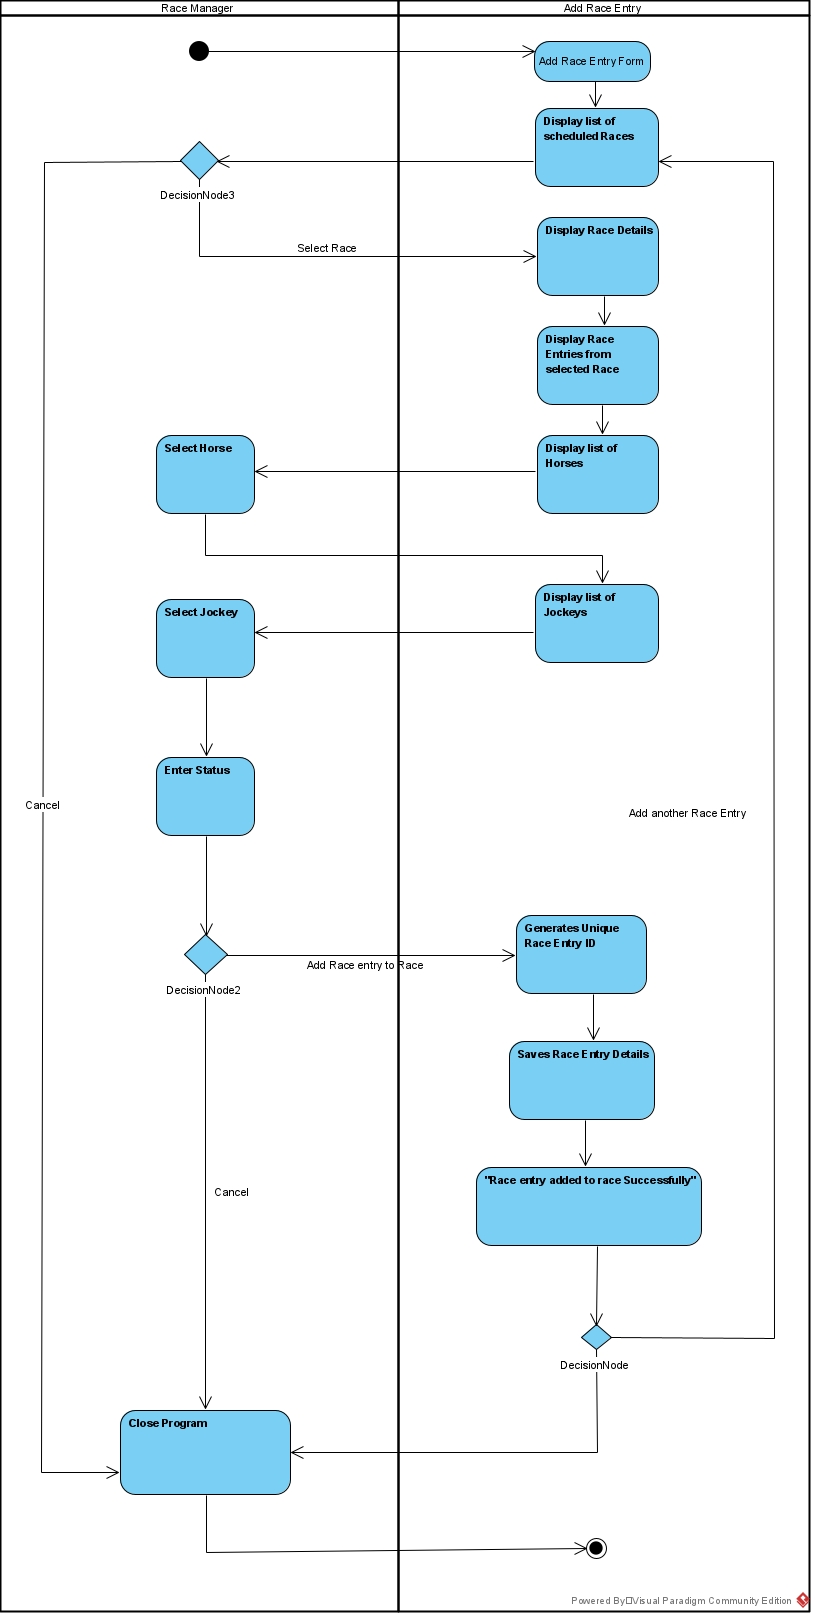 Race Manager
Add Race Entry
Add Race Entry Form
Display list of
scheduled Races
DecisionNode3
Display Race Details
Select Race
Display Race
Entries from
selected Race
Select Horse
Display list of
Horses
Select Jockey
Display list of
Jockeys
Enter Status
Cancel
Add another Race Entry
Generates Unique
Race Entry ID
Add Race entry to Race
DecisionNode2
Saves Race Entry Details
"Race entry added to race Successfully"
Cancel
DecisionNode
Close Program
Powered By□Visual Paradigm Community Edition